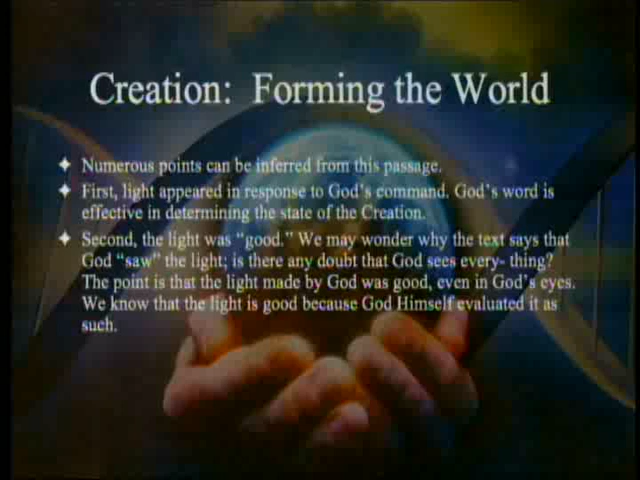 Creation:  Forming the World
Numerous points can be inferred from this passage.
First, light appeared in response to God's command. God's word is
effective in determining the state of the Creation.
Second, the light was “good.” We may wonder why the text says that
God “saw” the light; is there any doubt that God sees every- thing?
The point is that the light made by God was good, even in God's eyes.
We know that the light is good because God Himself evaluated it as
such.